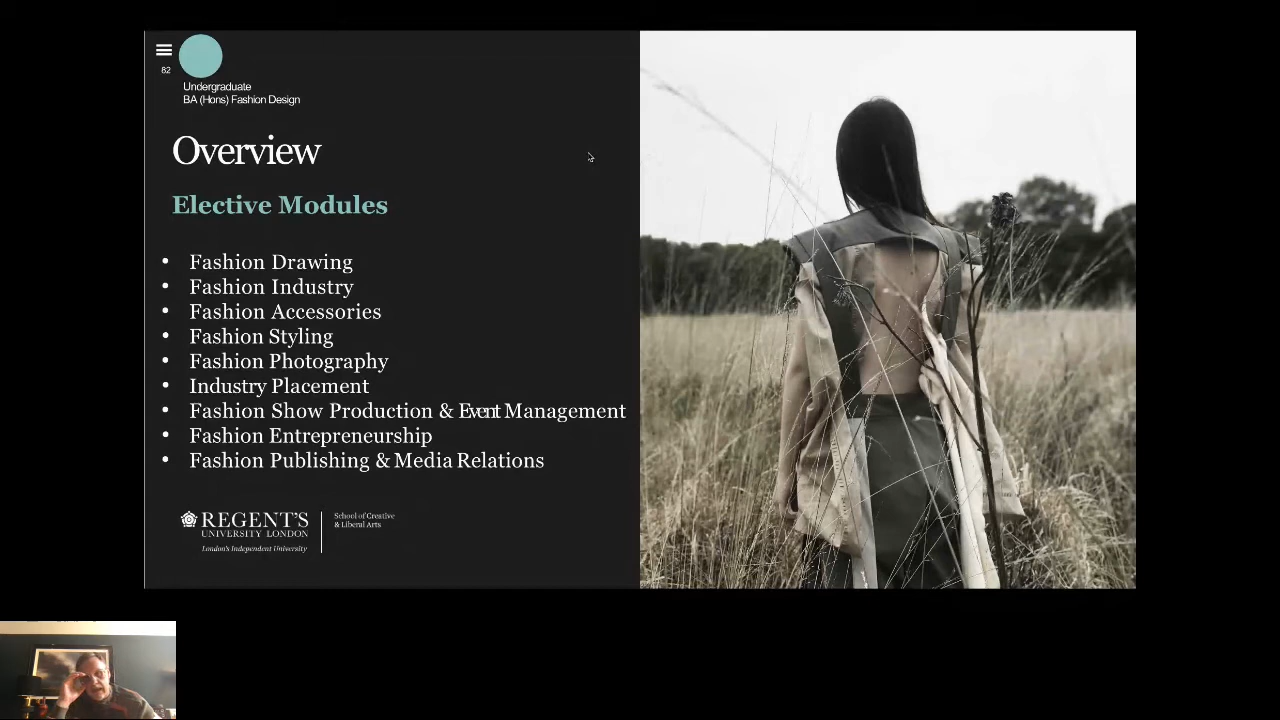 82
Undergraduate
BA (Hons) Fashion Design
Overview
Elective Modules
• Fashion Drawing
• Fashion Industry
• Fashion Accessories
• Fashion Styling
• Fashion Photography
• Industry Placement
• Fashion Show Production & Event Management
• Fashion Entrepreneurship
• Fashion Publishing & Media Relations
REGENT'S
UNIVERSITY LONDON
London's Independent University
School of Creative
& Liberal Arts